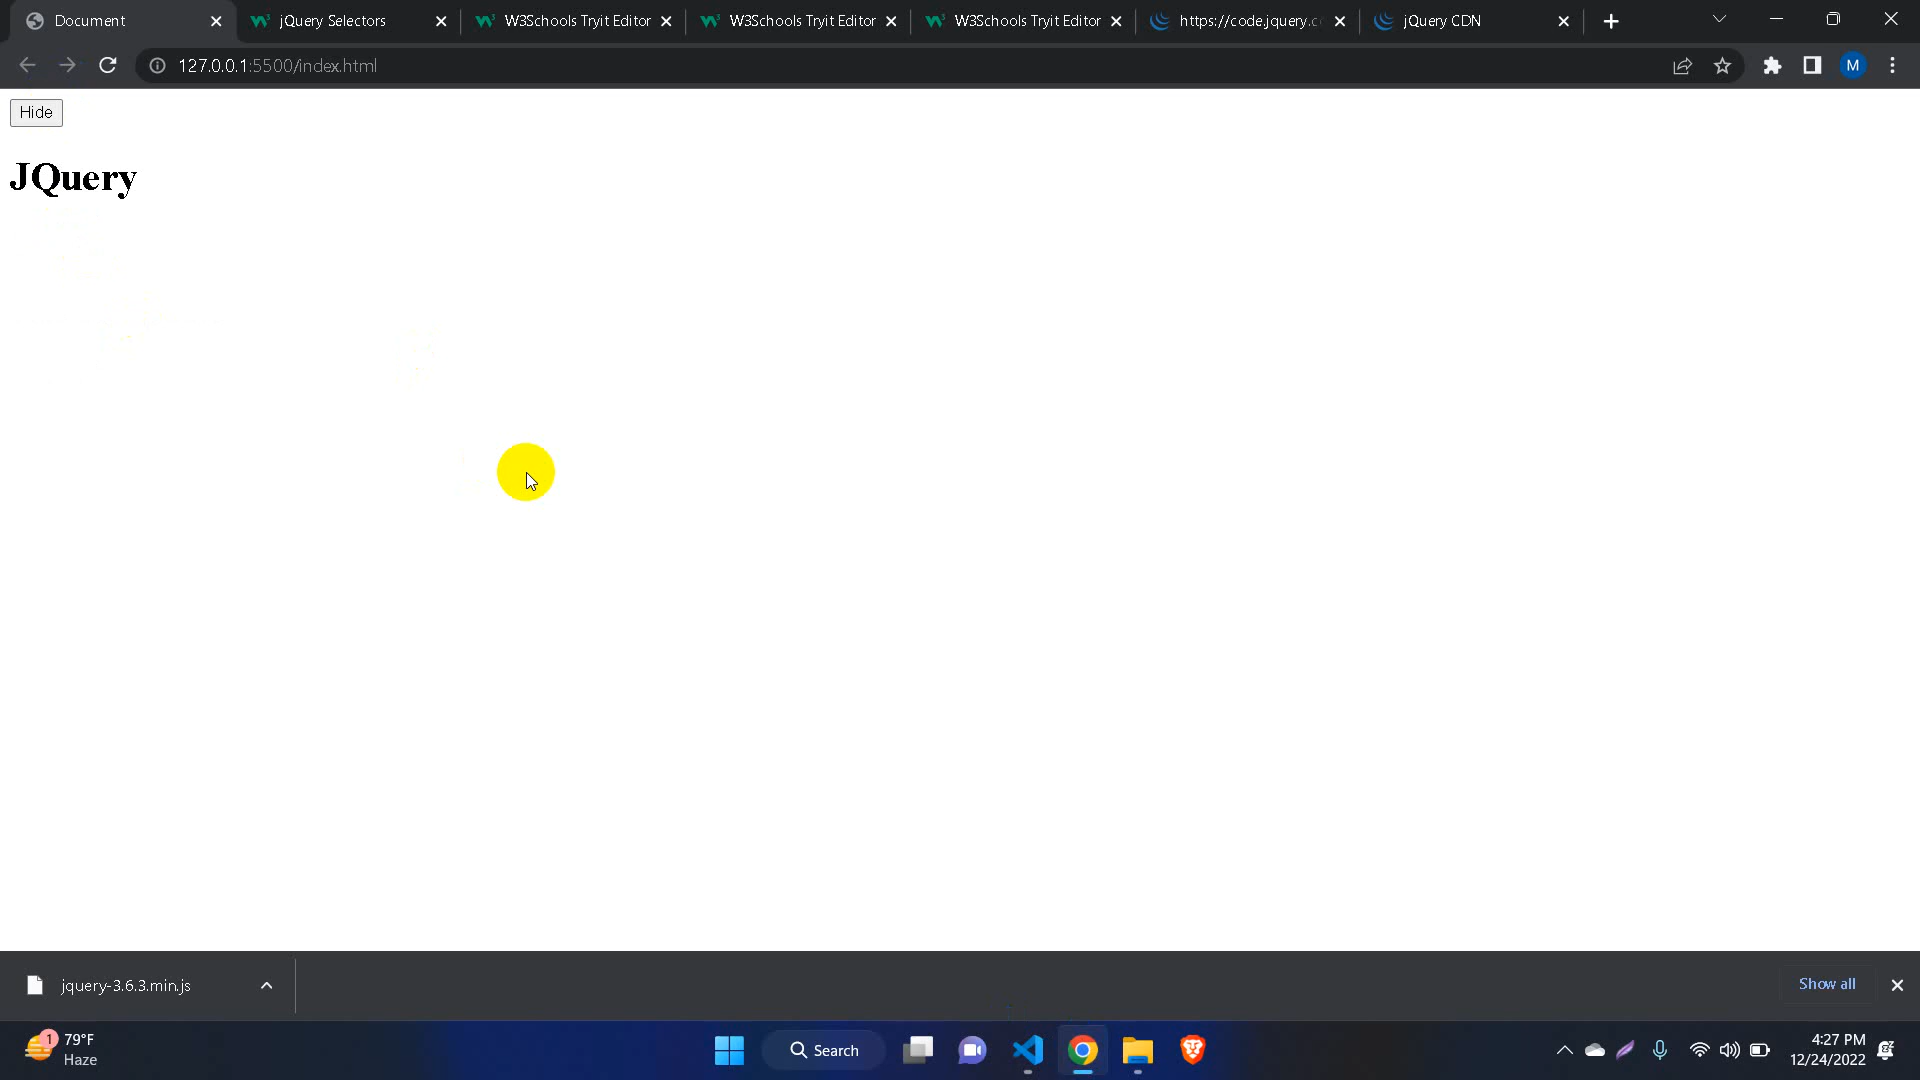 Document
jQuery Selectors
W3Schools Tryit Editor
W3Schools Tryit Editor
W3Schools Tryit Editor
https://code.jquery.c
jQuery CDN
127.0.0.1:5500/index.html
M
Hide
JQuery
jquery-3.6.3.min.js
Show all
1
79°F
Haze
Search
4:27 PM
12/24/2022